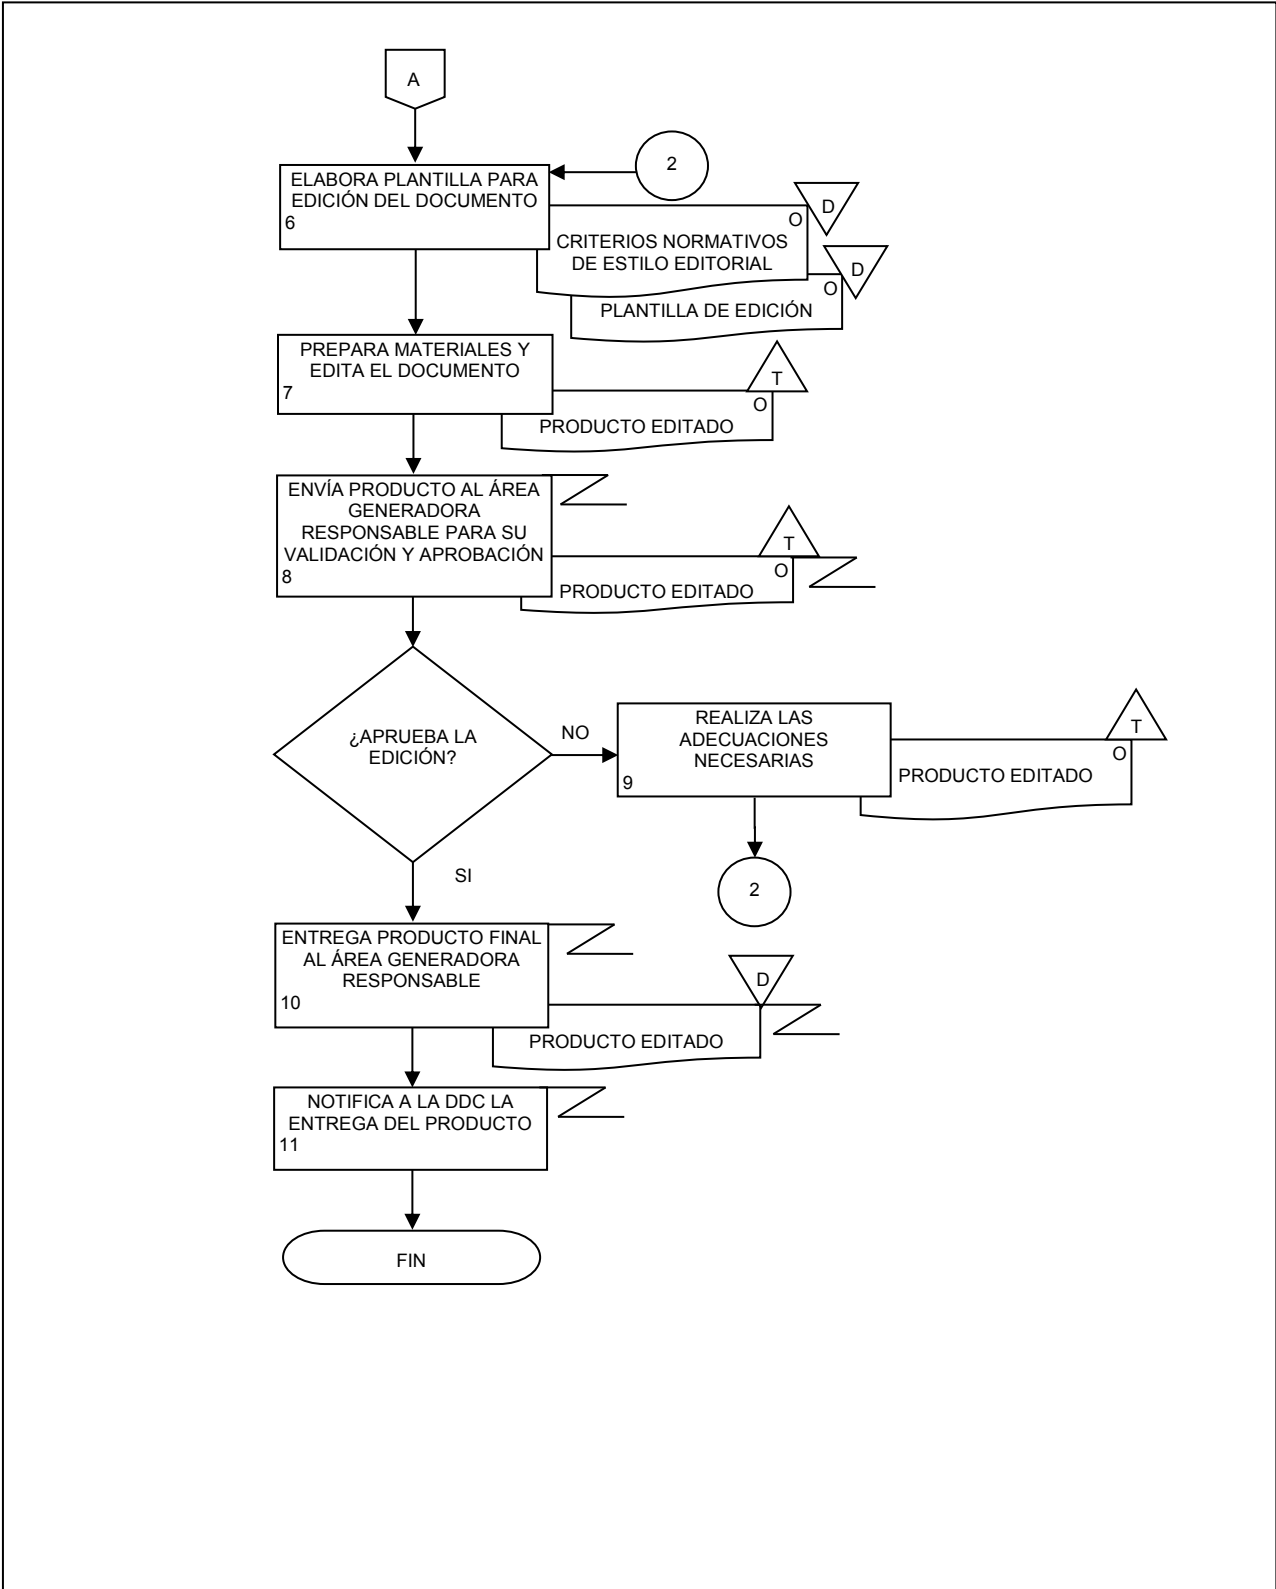 A
2
ELABORA PLANTILLA PARA
EDICIÓN DEL DOCUMENTO
6
D
O
CRITERIOS NORMATIVOS
DE ESTILO EDITORIAL
D
O
PLANTILLA DE EDICIÓN
PREPARA MATERIALES Y
EDITA EL DOCUMENTO
7
T
O
PRODUCTO EDITADO
ENVÍA PRODUCTO AL ÁREA
GENERADORA
RESPONSABLE PARA SU
VALIDACIÓN Y APROBACIÓN
8
T
O
PRODUCTO EDITADO
¿APRUEBA LA
EDICIÓN?
NO
REALIZA LAS
ADECUACIONES
NECESARIAS
9
T
O
PRODUCTO EDITADO
2
SI
ENTREGA PRODUCTO FINAL
AL ÁREA GENERADORA
RESPONSABLE
10
D
PRODUCTO EDITADO
NOTIFICA A LA DDC LA
ENTREGA DEL PRODUCTO
11
FIN